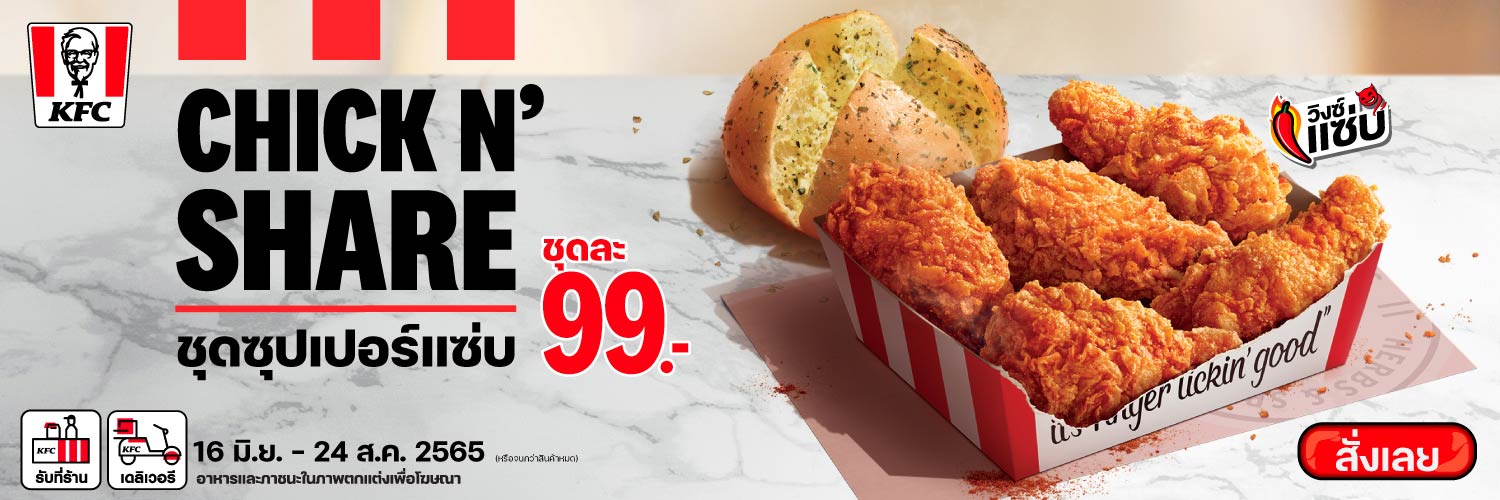 KFC
CHICK N'
SHARE
ชุดซุปเปอร์แซ่บ
ชุดละ
99.-
วิงซ์
แซ่บ
it's finger lickin' good"
HERBS & S
KFC
รับที่ร้าน
KFC
เดลิเวอรี
16 มิ.ย. - 24 ส.ค. 2565 (หรือจนกว่าสินค้าหมด)
อาหารและภาชนะในภาพตกแต่งเพื่อโฆษณา
สั่งเลย